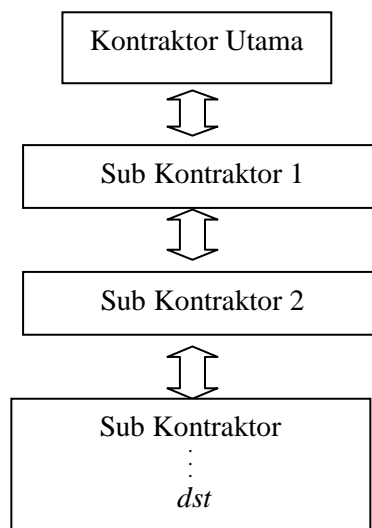 Kontraktor Utama
Sub Kontraktor 1
Sub Kontraktor 2
Sub Kontraktor
dst